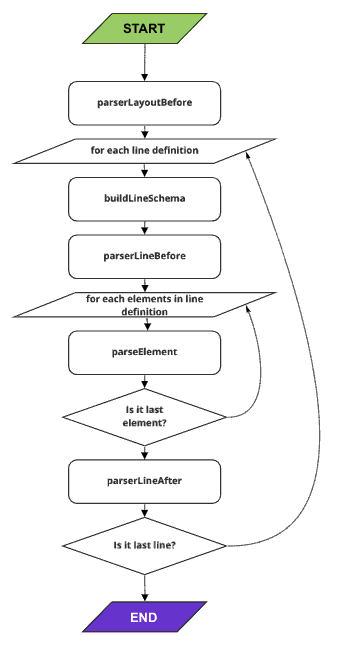 START
parserLayoutBefore
for each line definition
buildLineSchema
parserLineBefore
for each elements in line
definition
parseElement
Is it last
element?
parserLineAfter
Is it last line?
END